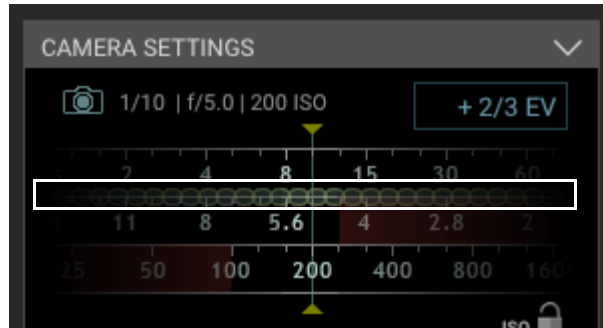 CAMERA SETTINGS
1/10 | f/5.0 | 200 ISO
+ 2/3 EV
2 4 8 15 30 60
11 8 5.6 4 2.8 2
25 50 100 200 400 800
ISO